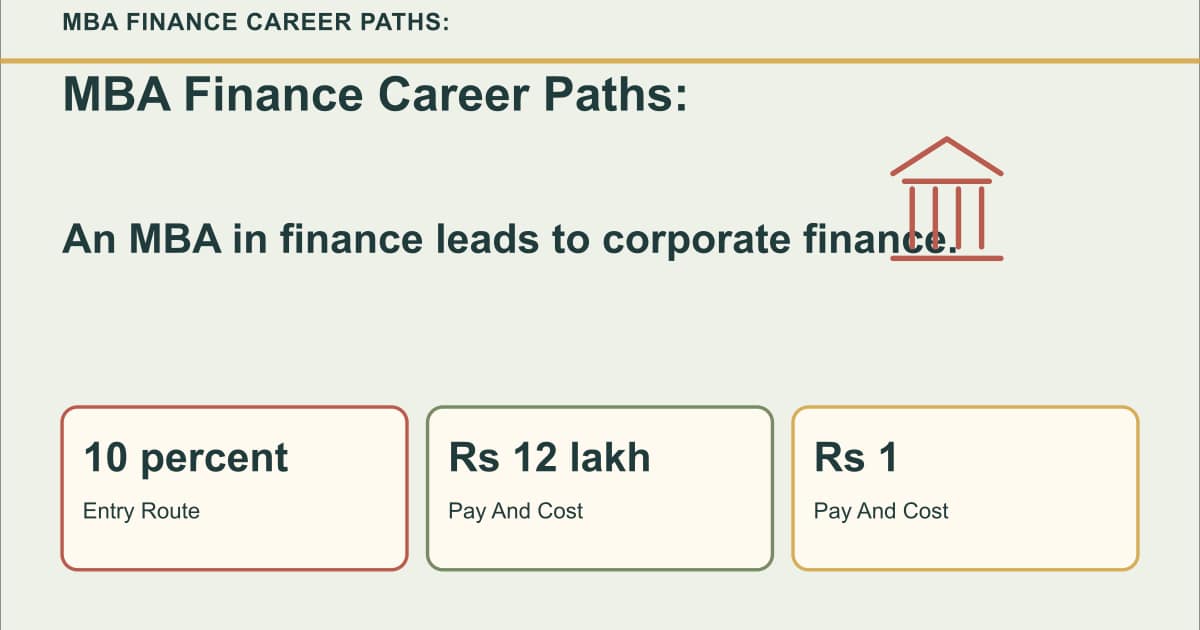 MBA FINANCE CAREER PATHS:
MBA Finance Career Paths:
An MBA in finance leads to corporate finance.
10 percent
Entry Route
Rs 12 lakh
Pay And Cost
Rs 1
Pay And Cost